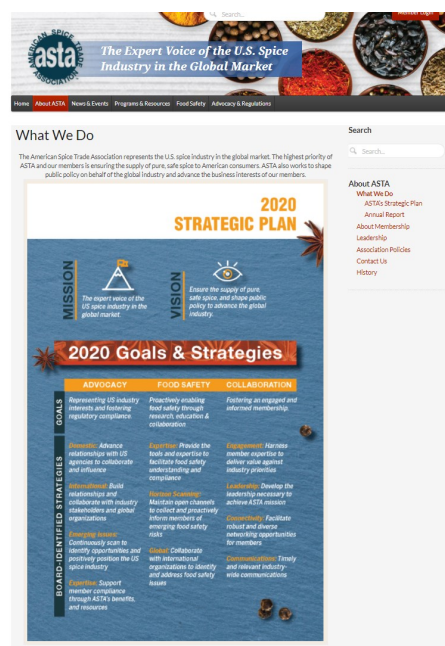 Search...
Member Login
AMERICAN SPICE TRADE
asta
ASSOCIATION
The Expert Voice of the U.S. Spice
Industry in the Global Market
Home About ASTA News & Events Programs & Resources Food Safety Advocacy & Regulations
What We Do
The American Spice Trade Association represents the U.S. spice industry in the global market. The highest priority of
ASTA and our members is ensuring the supply of pure, safe spice to American consumers. ASTA also works to shape
public policy on behalf of the global industry and advance the business interests of our members.
2020
STRATEGIC PLAN
MISSION
The expert voice of the
US spice industry in the
global market.
VISION
Ensure the supply of pure,
safe spice, and shape public
policy to advance the global
industry.
2020 Goals & Strategies
ADVOCACY
FOOD SAFETY
COLLABORATION
GOALS
Representing US industry
interests and fostering
regulatory compliance.
Proactively enabling
food safety through
research, education &
collaboration.
Fostering an engaged and
informed membership.
BOARD-IDENTIFIED STRATEGIES
Domestic: Advance
relationships with US
agencies to collaborate
and influence
International: Build
relationships and
collaborate with industry
stakeholders and global
organizations
Emerging Issues:
Continuously scan to
identify opportunities and
positively position the US
spice industry
Expertise: Support
member compliance
through ASTA's benefits,
and resources
Expertise: Provide the
tools and expertise to
facilitate food safety
understanding and
compliance
Horizon Scanning:
Maintain open channels
to collect and proactively
inform members of
emerging food safety
risks
Global: Collaborate
with international
organizations to identify
and address food safety
issues
Engagement: Harness
member expertise to
deliver value against
industry priorities
Leadership: Develop the
leadership necessary to
achieve ASTA mission
Connectivity: Facilitate
robust and diverse
networking opportunities
for members
Communications: Timely
and relevant industry-
wide communications
Search
Search...
About ASTA
What We Do
ASTA's Strategic Plan
Annual Report
About Membership
Leadership
Association Policies
Contact Us
History